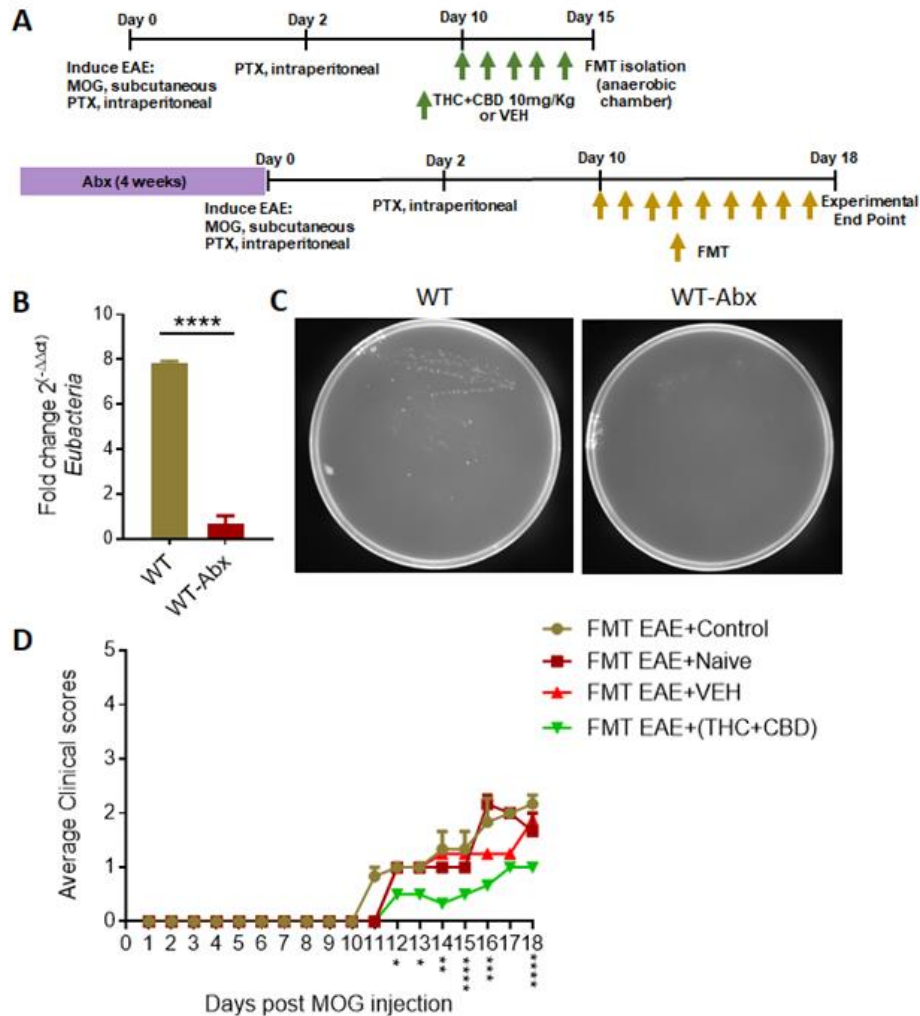 A
Day 0
Day 2
Day 10
Day 15
Induce EAE:
MOG, subcutaneous
PTX, intraperitoneal
PTX, intraperitoneal
THC+CBD 10mg/Kg
or VEH
FMT isolation
(anaerobic
chamber)
Abx (4 weeks)
Day 0
Day 2
Day 10
Day 18
Induce EAE:
MOG, subcutaneous
PTX, intraperitoneal
PTX, intraperitoneal
FMT
Experimental
End Point
B
Fold change 2(-ΔΔct)
Eubacteria
10
8
6
4
2
0
****
WT
WT-Abx
C
WT
WT-Abx
D
Average Clinical scores
5
4
3
2
1
0
FMT EAE+Control
FMT EAE+Naive
FMT EAE+VEH
FMT EAE+(THC+CBD)
0 1 2 3 4 5 6 7 8 9 10 11 12 13 14 15 16 17 18
* * ** **** *** ****
Days post MOG injection